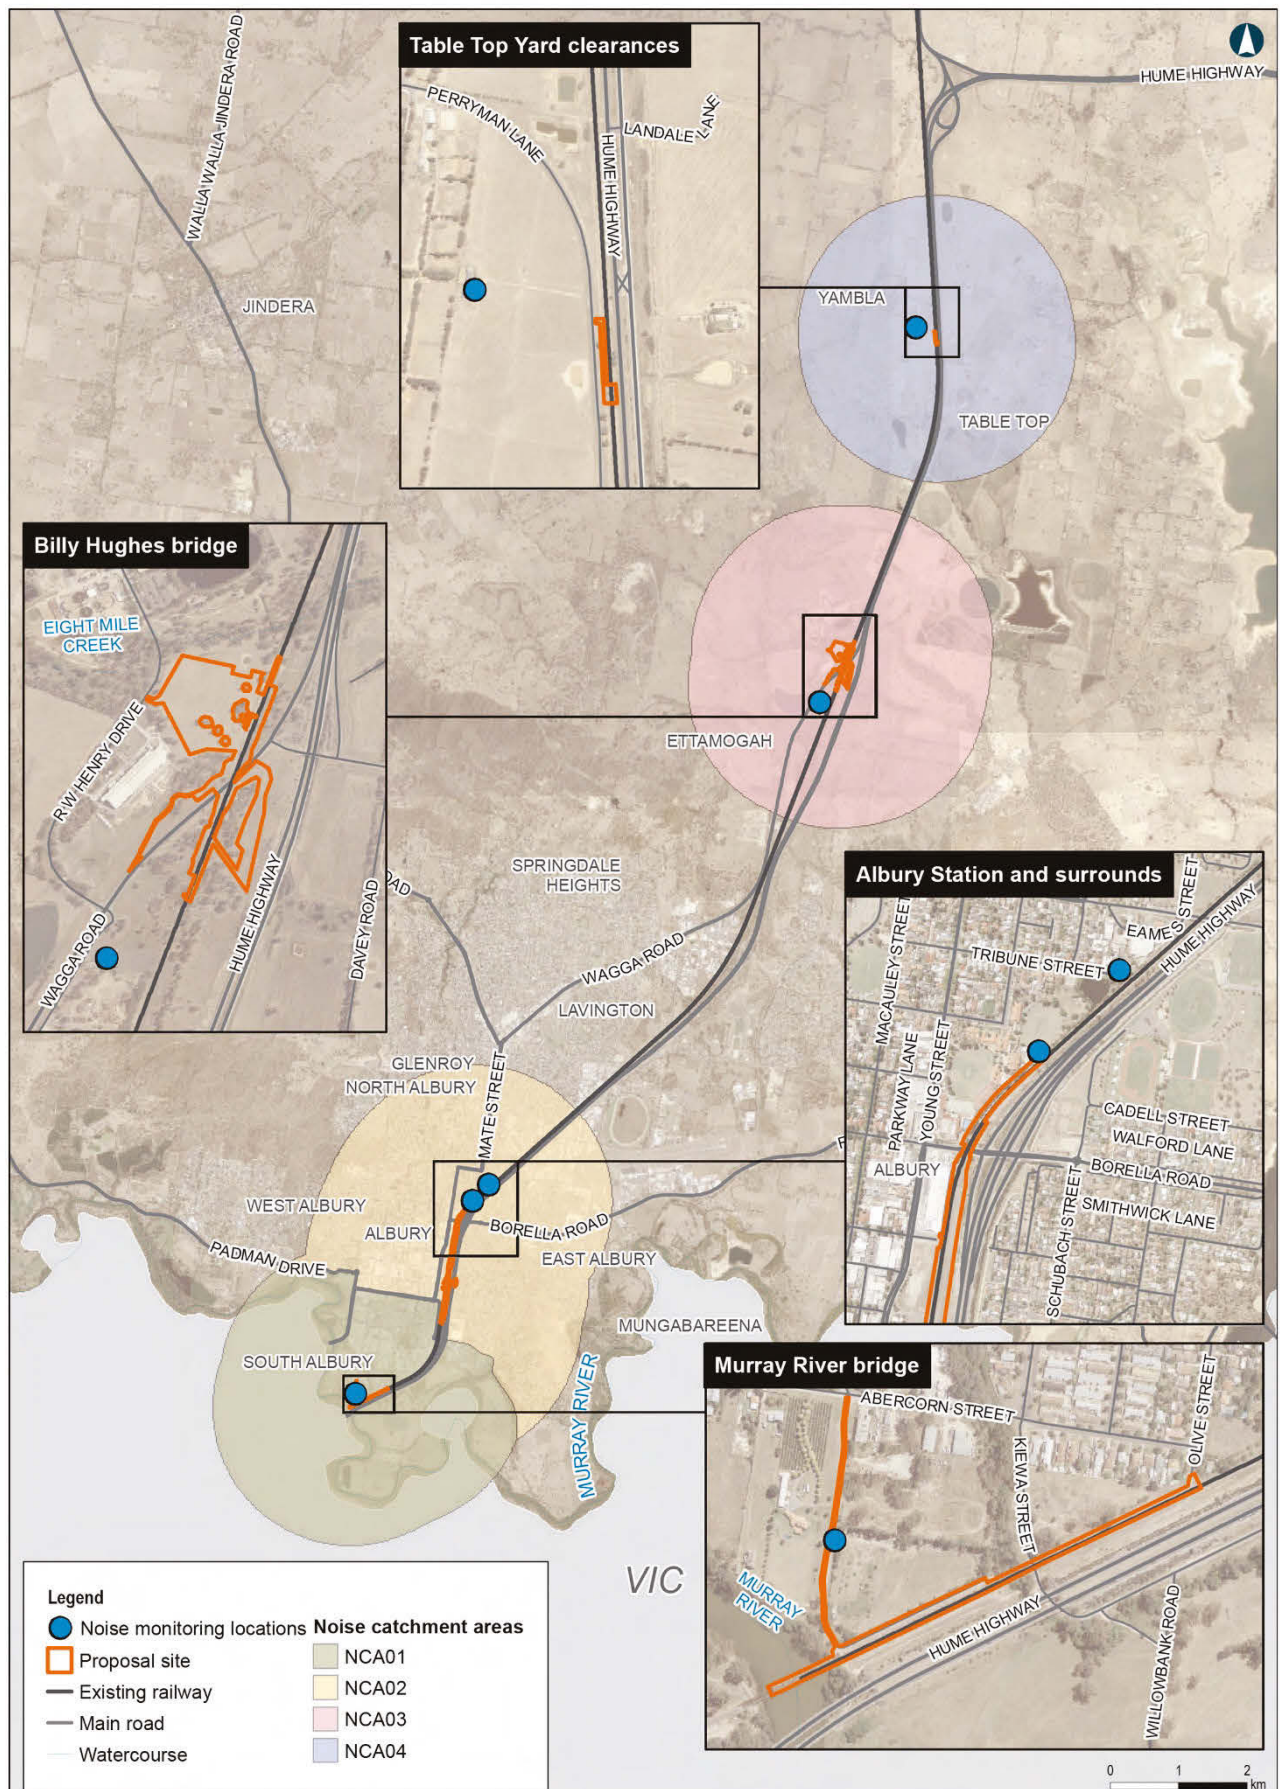 Table Top Yard clearances
PERRYMAN LANE
LANDALE LANE
HUME HIGHWAY
HUME HIGHWAY
WALLA WALLA JINDERA ROAD
JINDERA
YAMBLA
TABLE TOP
Billy Hughes bridge
EIGHT MILE
CREEK
R W HENRY DRIVE
WAGGA ROAD
HUME HIGHWAY
DAVEY ROAD
ETTAMOGAH
SPRINGDALE
HEIGHTS
OAD
WAGGA ROAD
LAVINGTON
GLENROY
NORTH ALBURY
MATE STREET
Albury Station and surrounds
MACAULEY STREET
EAMES STREET
TRIBUNE STREET
HUME HIGHWAY
PARKWAY LANE
YOUNG STREET
CADELL STREET
WALFORD LANE
ALBURY
BORELLA ROAD
SCHUBACH STREET
SMITHWICK LANE
WEST ALBURY
ALBURY
BORELLA ROAD
PADMAN DRIVE
EAST ALBURY
MUNGABAREENA
SOUTH ALBURY
MURRAY RIVER
Murray River bridge
ABERCORN STREET
OLIVE STREET
KIEWA STREET
MURRAY
RIVER
HUME HIGHWAY
WILLOWBANK ROAD
VIC
Legend
Noise monitoring locations
Proposal site
Existing railway
Main road
Watercourse
Noise catchment areas
NCA01
NCA02
NCA03
NCA04
0 1 2
km